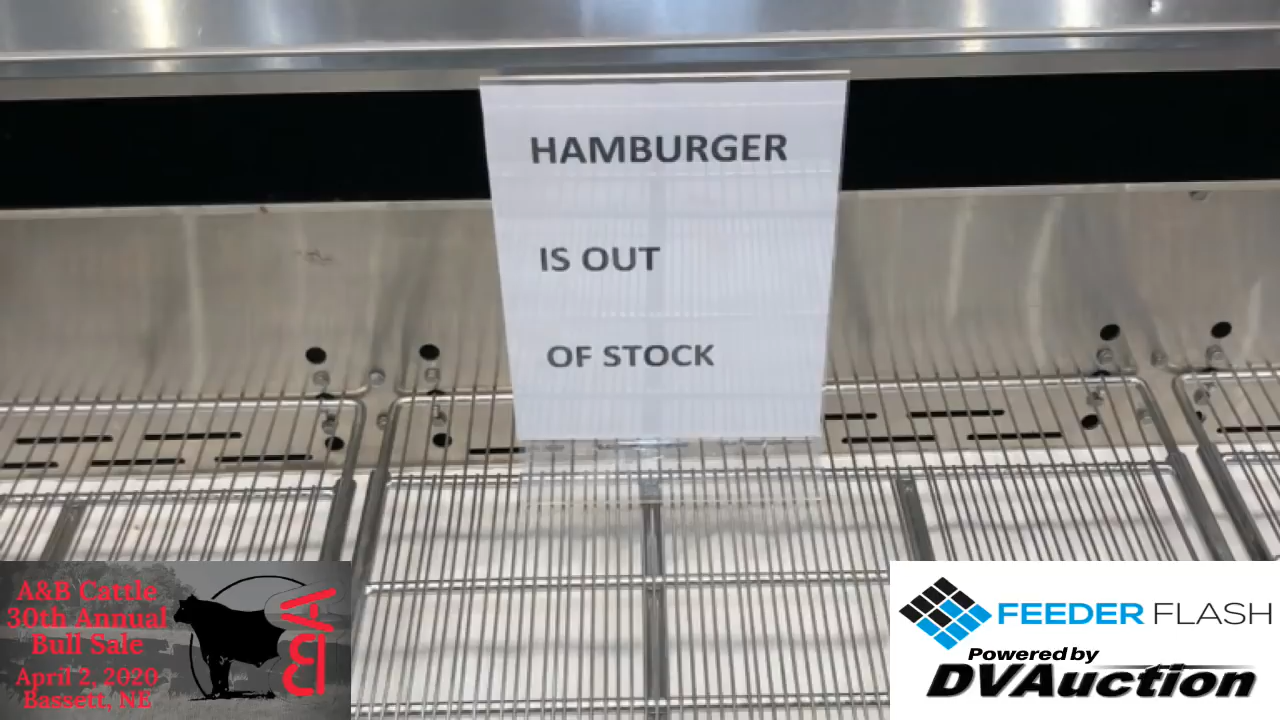 HAMBURGER
IS OUT
OF STOCK
A&B Cattle
30th Annual
Bull Sale
April 2, 2020
Bassett, NE
FEEDER FLASH
Powered by
DVAuction